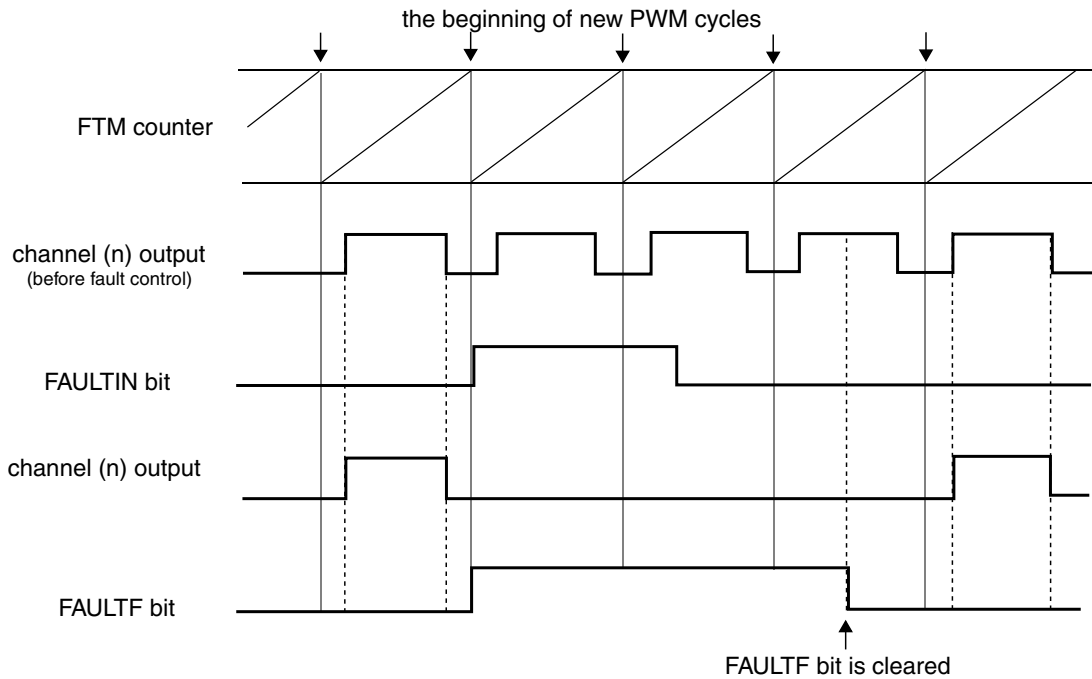 the beginning of new PWM cycles
FTM counter
channel (n) output
(before fault control)
FAULTIN bit
channel (n) output
FAULTF bit
FAULTF bit is cleared